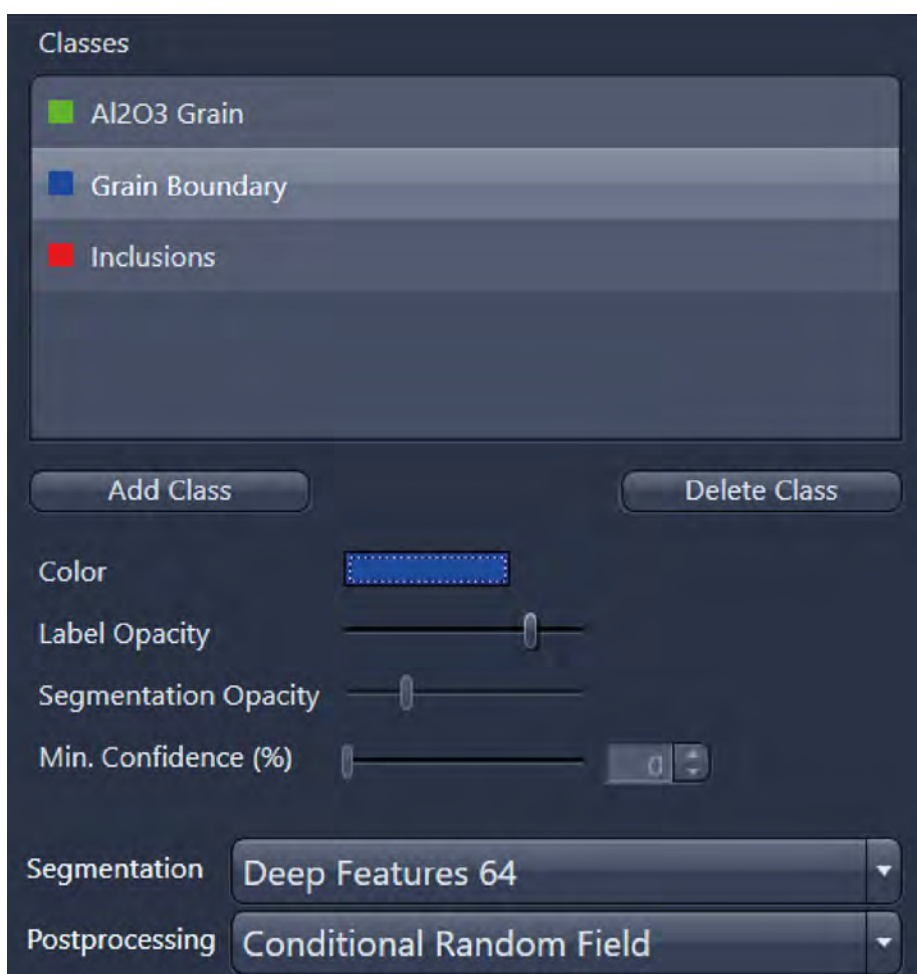 Classes
Al2O3 Grain
Grain Boundary
Inclusions
Add Class Delete Class
Color
Label Opacity
Segmentation Opacity
Min. Confidence (%) 0
Segmentation Deep Features 64
Postprocessing Conditional Random Field